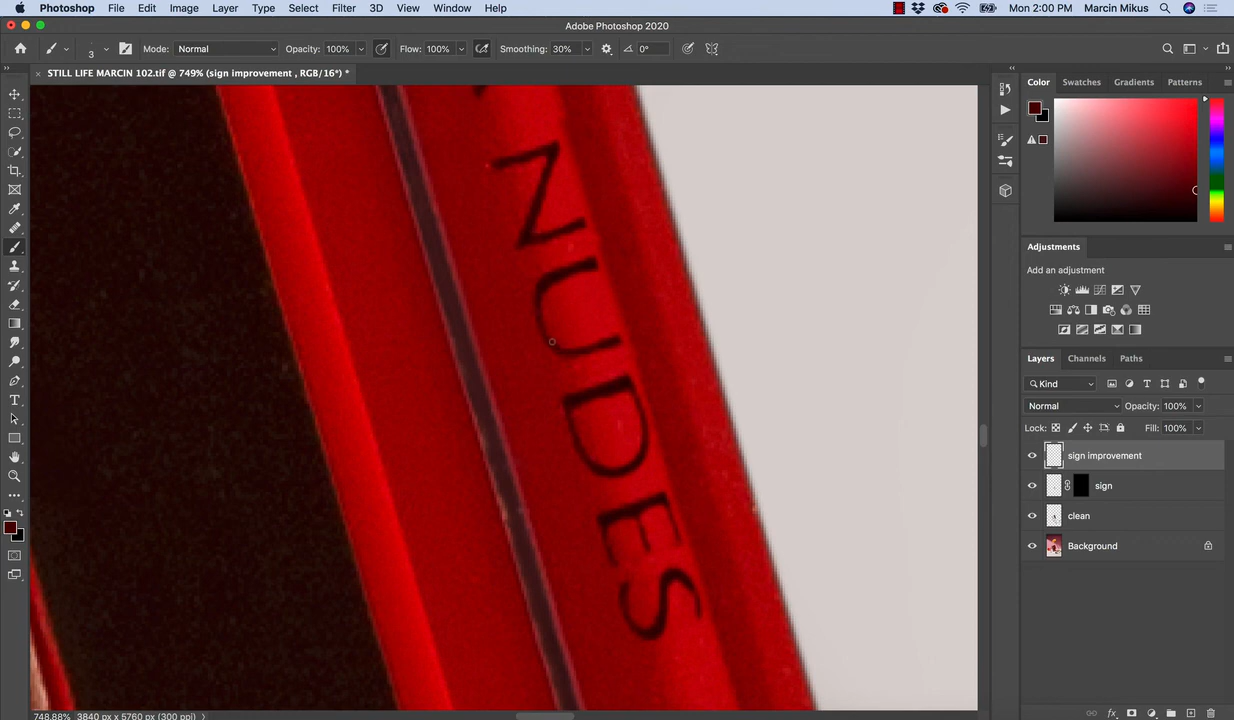 Photoshop File Edit Image Layer Type Select Filter 3D View Window Help Mon 2:00 PM Marcin Mikus
Adobe Photoshop 2020
3 Mode: Normal Opacity: 100% Flow: 100% Smoothing: 30% 0°
× STILL LIFE MARCIN 102.tif @ 749% (sign improvement , RGB/16*) *
Color Swatches Gradients Patterns
NUDES
Adjustments
Add an adjustment
Layers Channels Paths
Kind
Normal Opacity: 100%
Lock: Fill: 100%
sign improvement
sign
clean
Background
748.88% 3840 px x 5760 px (300 ppi)